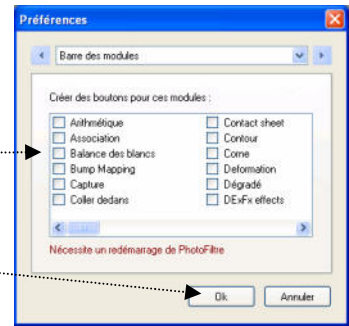 Préférences
Barre des modules
Créer des boutons pour ces modules :
Arithmétique
Association
Balance des blancs
Bump Mapping
Capture
Coller dedans
Contact sheet
Contour
Corne
Deformation
Dégradé
DExFx effects
Nécessite un redémarrage de PhotoFiltre
Ok
Annuler